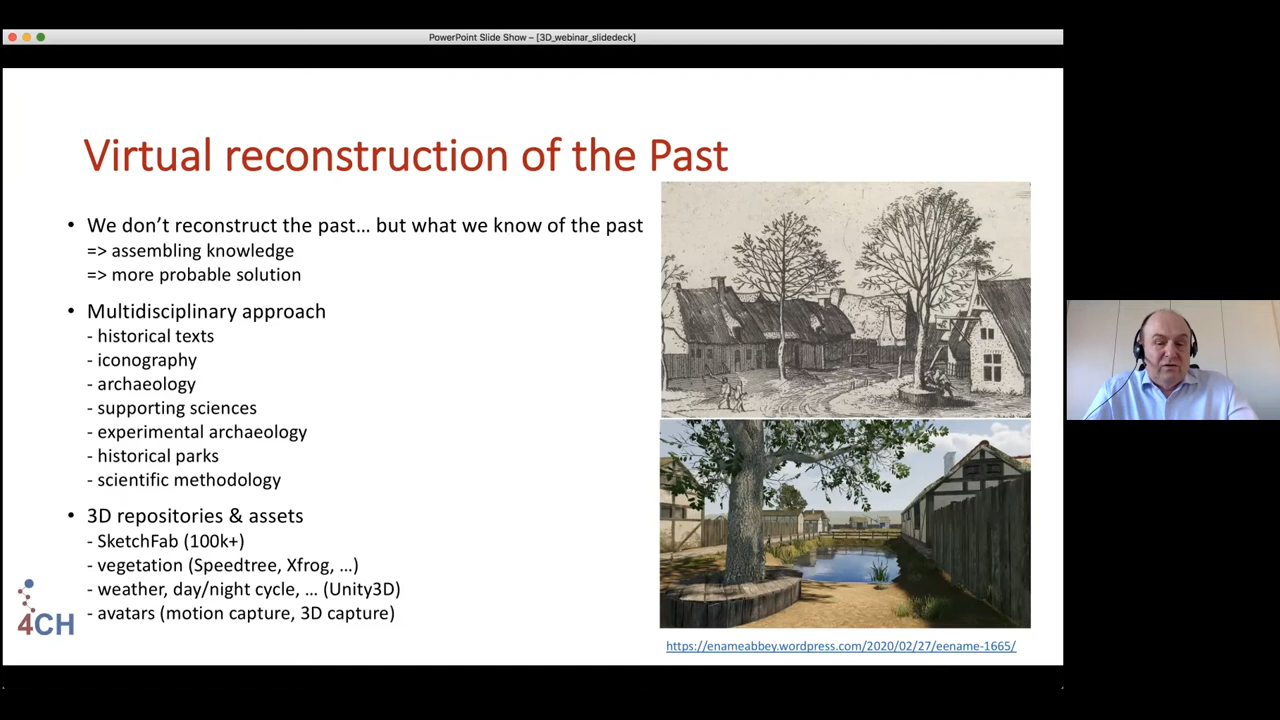 PowerPoint Slide Show – [3D_webinar_slidedeck]
Virtual reconstruction of the Past
• We don't reconstruct the past… but what we know of the past
=> assembling knowledge
=> more probable solution
• Multidisciplinary approach
- historical texts
- iconography
- archaeology
- supporting sciences
- experimental archaeology
- historical parks
- scientific methodology
• 3D repositories & assets
- SketchFab (100k+)
- vegetation (Speedtree, Xfrog, …)
- weather, day/night cycle, … (Unity3D)
- avatars (motion capture, 3D capture)
4CH
https://enameabbey.wordpress.com/2020/02/27/eename-1665/